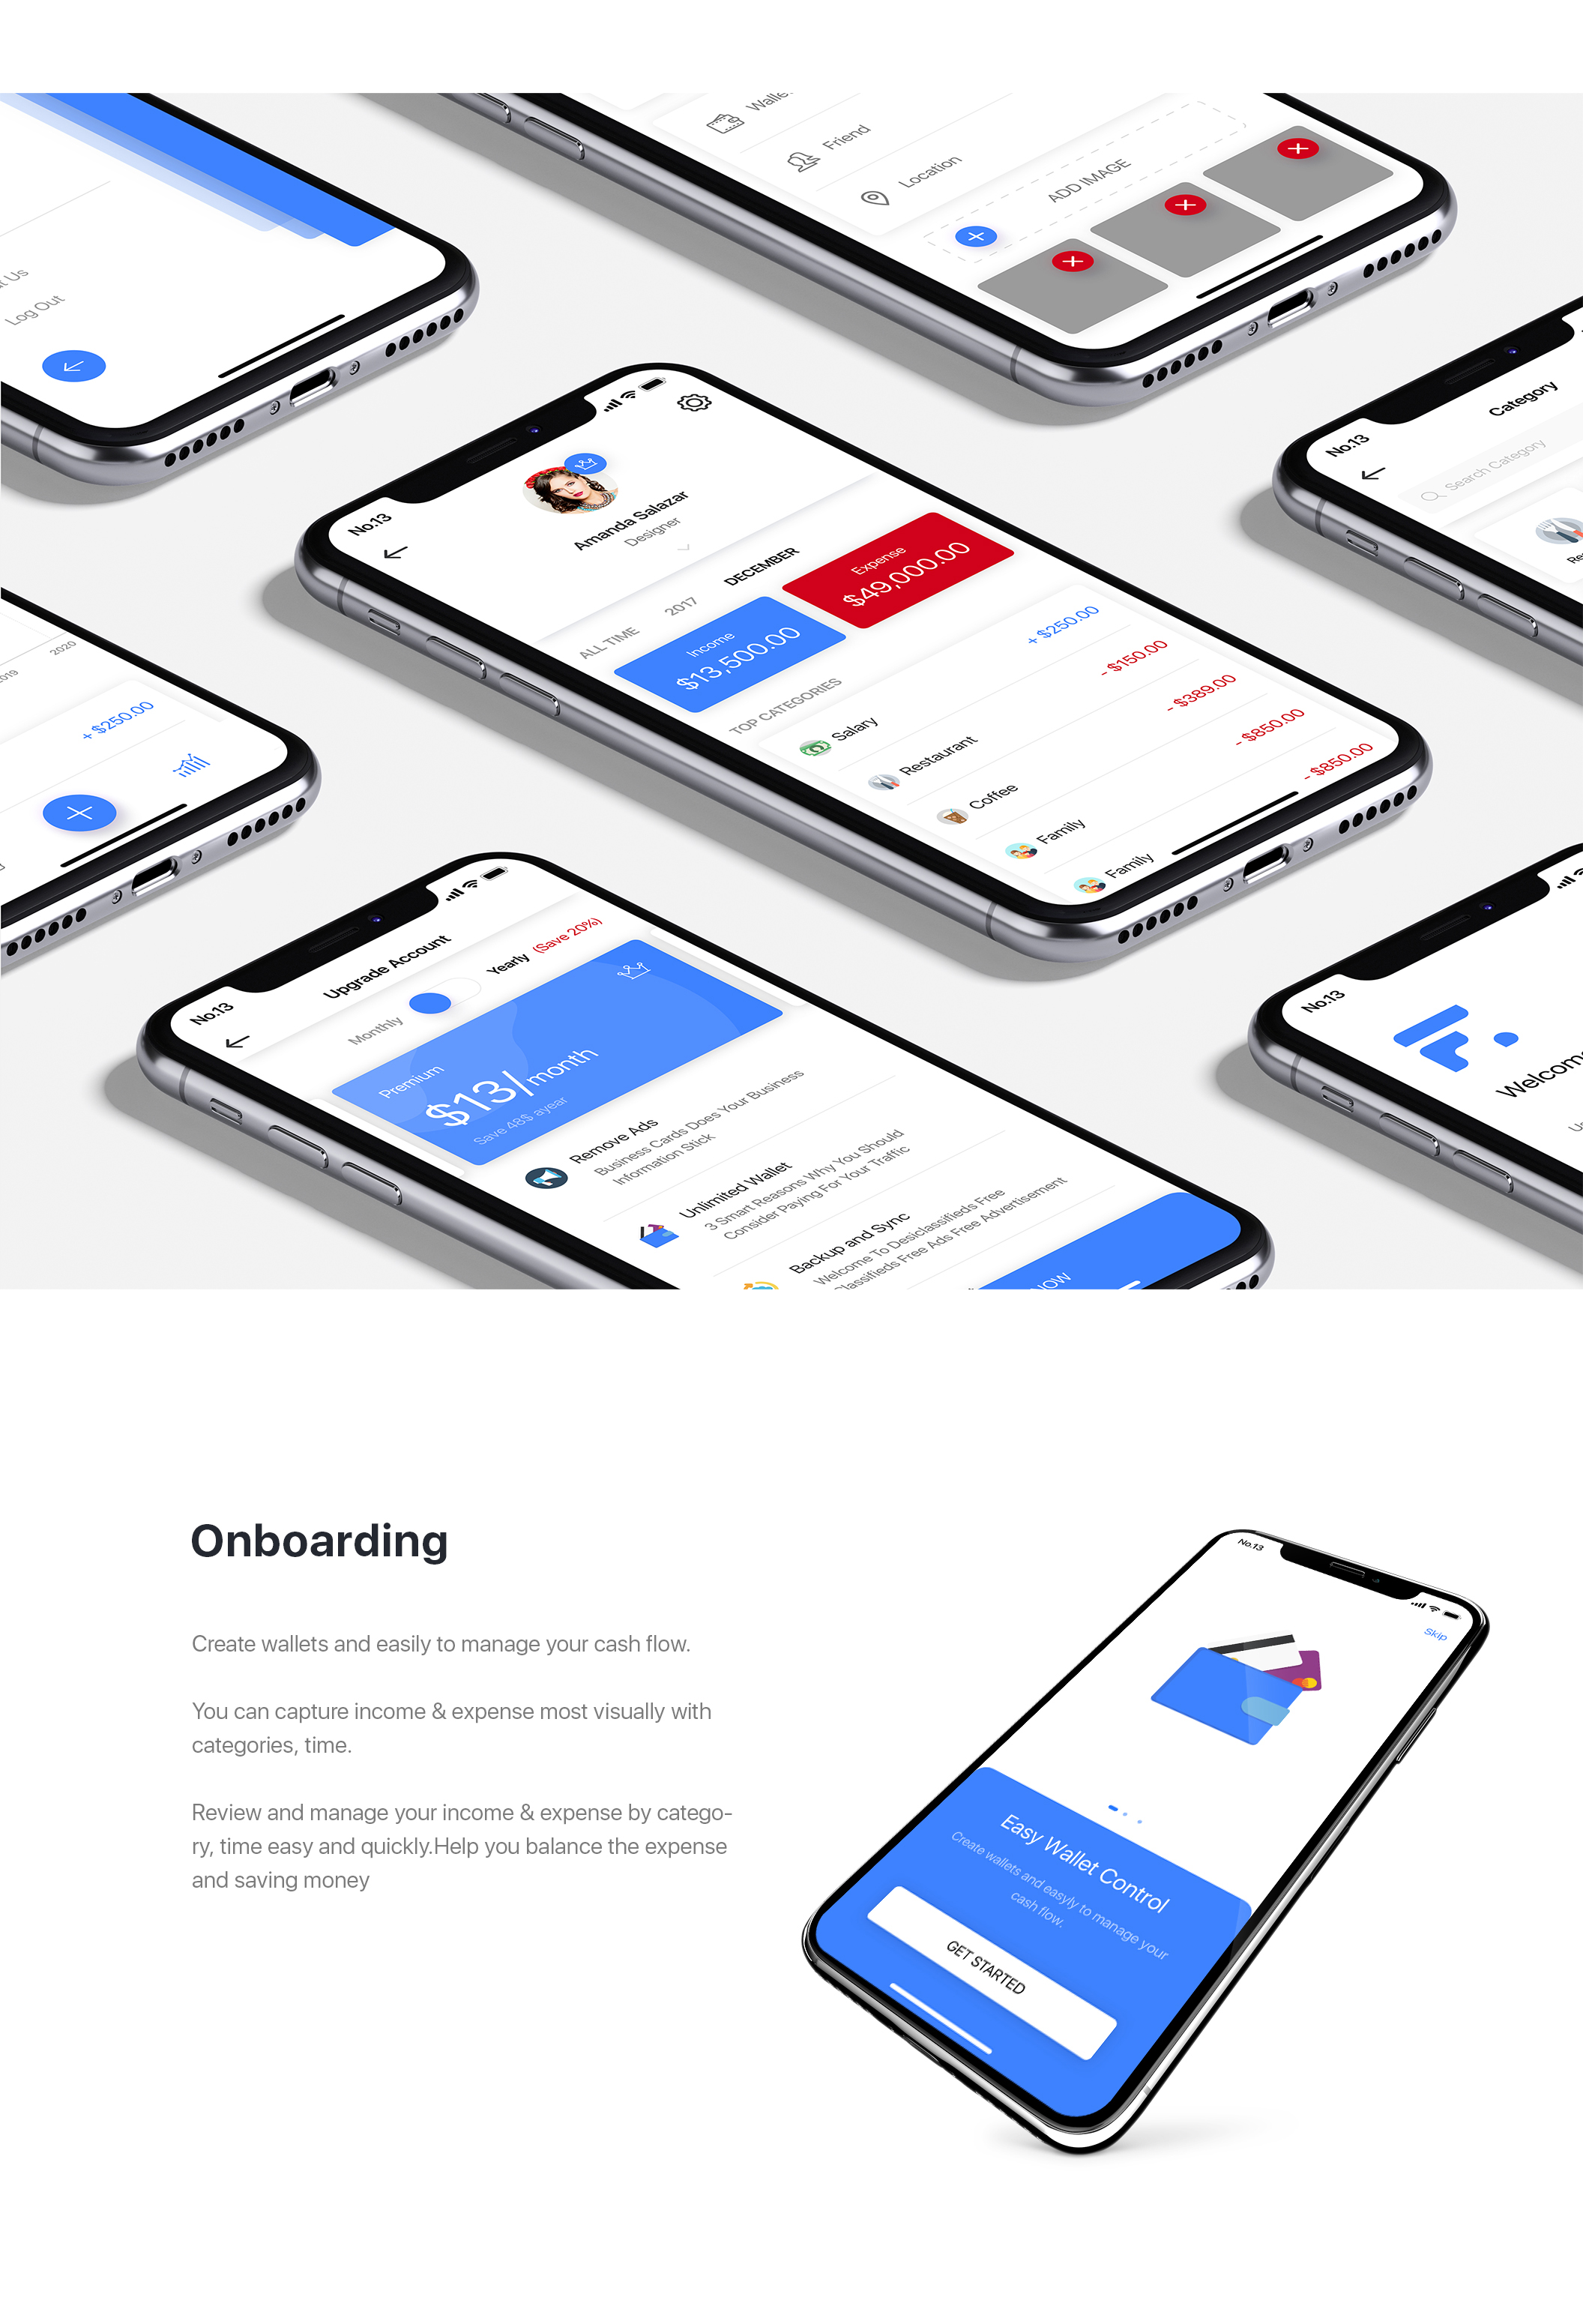 Wallet
Friend
Location
ADD IMAGE
Us
Log Out
No.13
Category
Search Category
No.13
Amanda Salazar
Designer
ALL TIME
2017
DECEMBER
Income
$13,500.00
Expense
$49,000.00
TOP CATEGORIES
Salary
+ $250.00
Restaurant
- $150.00
Coffee
- $389.00
Family
- $850.00
Family
- $850.00
2020
+ $250.00
No.13
Upgrade Account
Monthly
Yearly (Save 20%)
Premium
$13/month
Save 48$ ayear
Remove Ads
Business Cards Does Your Business
Information Stick
Unlimited Wallet
3 Smart Reasons Why You Should
Consider Paying For Your Traffic
Backup and Sync
Welcome To Desiclassifieds Free
Classifieds Free Ads Free Advertisement
NOW
No.13
Welcom
Onboarding
Create wallets and easily to manage your cash flow.
You can capture income & expense most visually with
categories, time.
Review and manage your income & expense by catego-
ry, time easy and quickly.Help you balance the expense
and saving money
No.13
Skip
Easy Wallet Control
Create wallets and easyly to manage your
cash flow.
GET STARTED